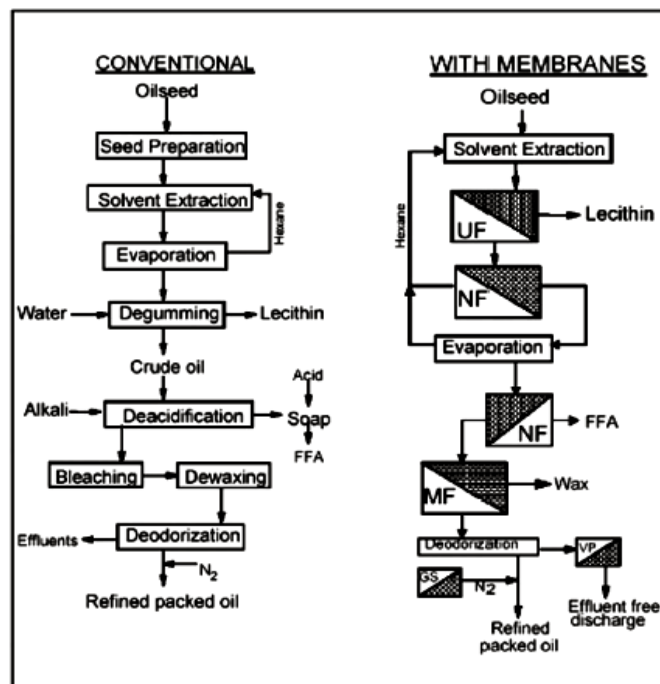 CONVENTIONAL
Oilseed
Seed Preparation
Solvent Extraction
Hexane
Evaporation
Water
Degumming
Lecithin
Crude oil
Acid
Alkali
Deacidification
Soap
FFA
Bleaching
Dewaxing
Effluents
Deodorization
N2
Refined packed oil
WITH MEMBRANES
Oilseed
Solvent Extraction
Hexane
UF
Lecithin
NF
Evaporation
NF
FFA
MF
Wax
Deodorization
VP
GS
N2
Effluent free
discharge
Refined
packed oil